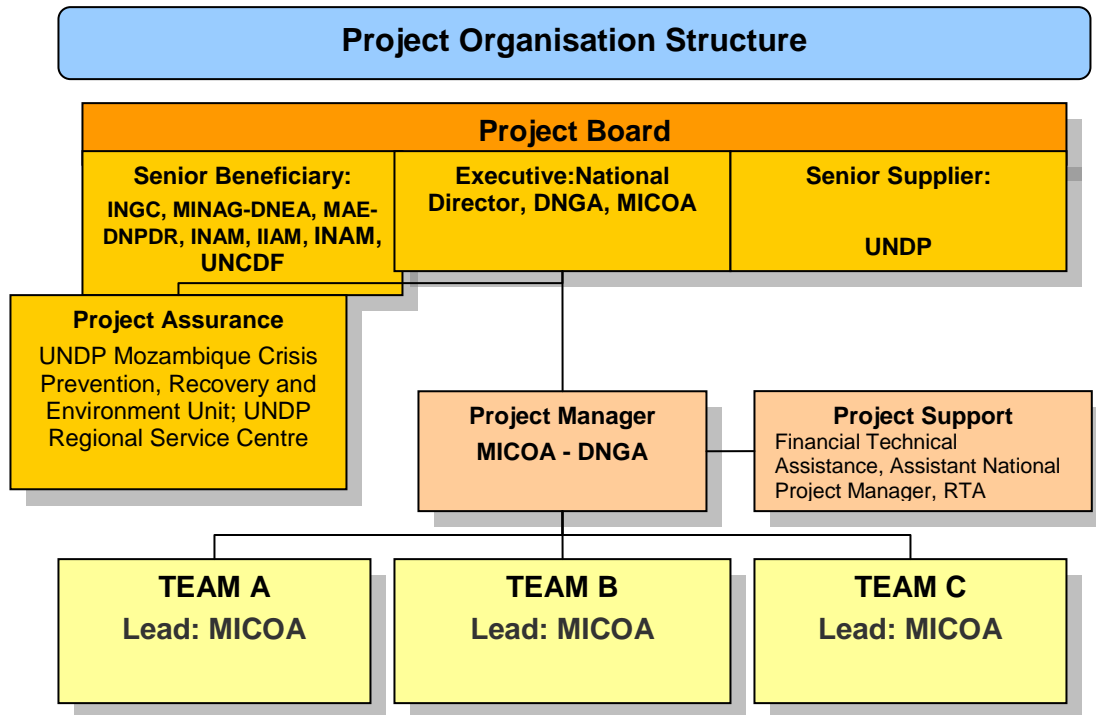 Project Organisation Structure
Project Board
Senior Beneficiary:
INGC, MINAG-DNEA, MAE-
DNPDR, INAM, IIAM, INAM,
UNCDF
Executive:National
Director, DNGA, MICOA
Senior Supplier:
UNDP
Project Assurance
UNDP Mozambique Crisis
Prevention, Recovery and
Environment Unit; UNDP
Regional Service Centre
Project Manager
MICOA - DNGA
Project Support
Financial Technical
Assistance, Assistant National
Project Manager, RTA
TEAM A
Lead: MICOA
TEAM B
Lead: MICOA
TEAM C
Lead: MICOA